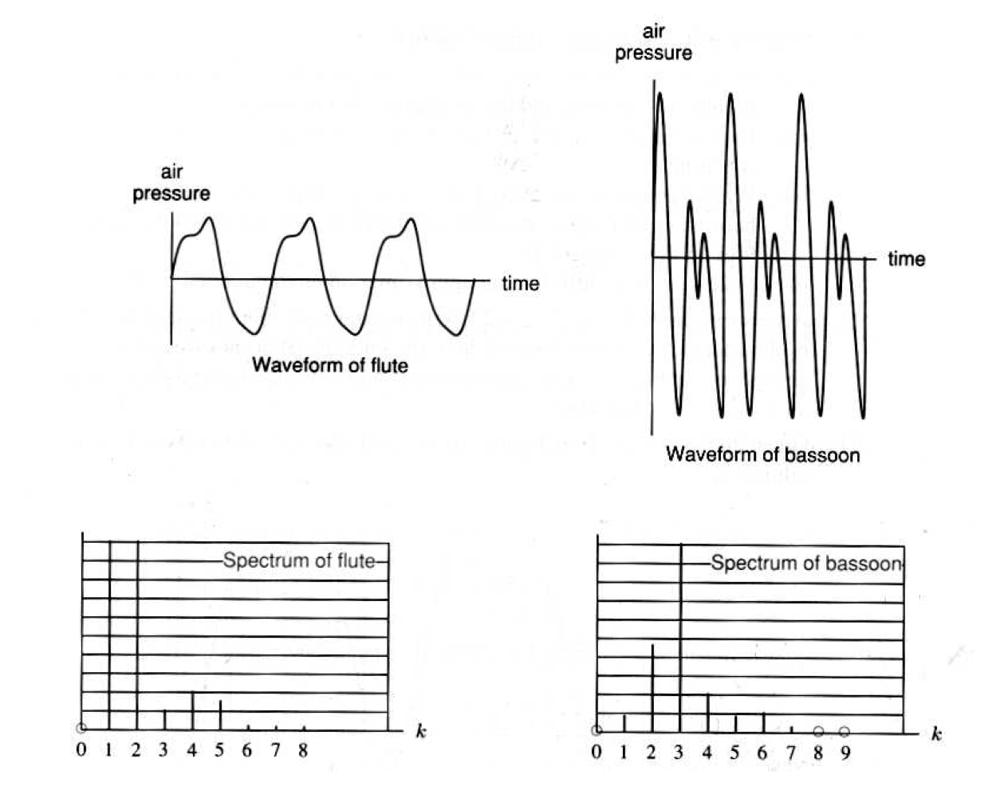 air
pressure
air
pressure
time
time
Waveform of flute
Waveform of bassoon
Spectrum of flute
k
0 1 2 3 4 5 6 7 8
Spectrum of bassoon
k
0 1 2 3 4 5 6 7 8 9